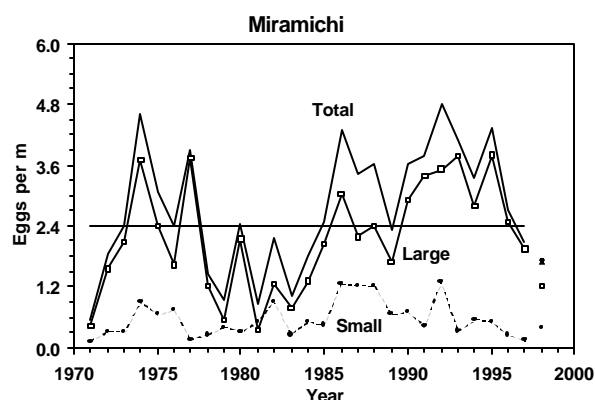 Miramichi
6.0
4.8
3.6
2.4
1.2
0.0
Eggs per m
Total
Large
Small
1970 1975 1980 1985 1990 1995 2000
Year